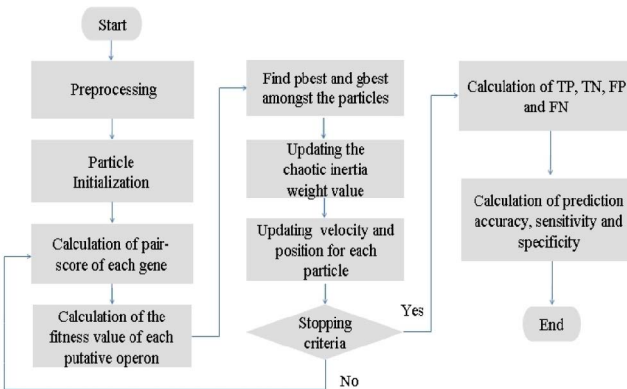 Start
Preprocessing
Particle
Initialization
Calculation of pair-
score of each gene
Calculation of the
fitness value of each
putative operon
Find pbest and gbest
amongst the particles
Updating the
chaotic inertia
weight value
Updating velocity and
position for each
particle
Stopping
criteria
Yes
No
Calculation of TP, TN, FP
and FN
Calculation of prediction
accuracy, sensitivity and
specificity
End